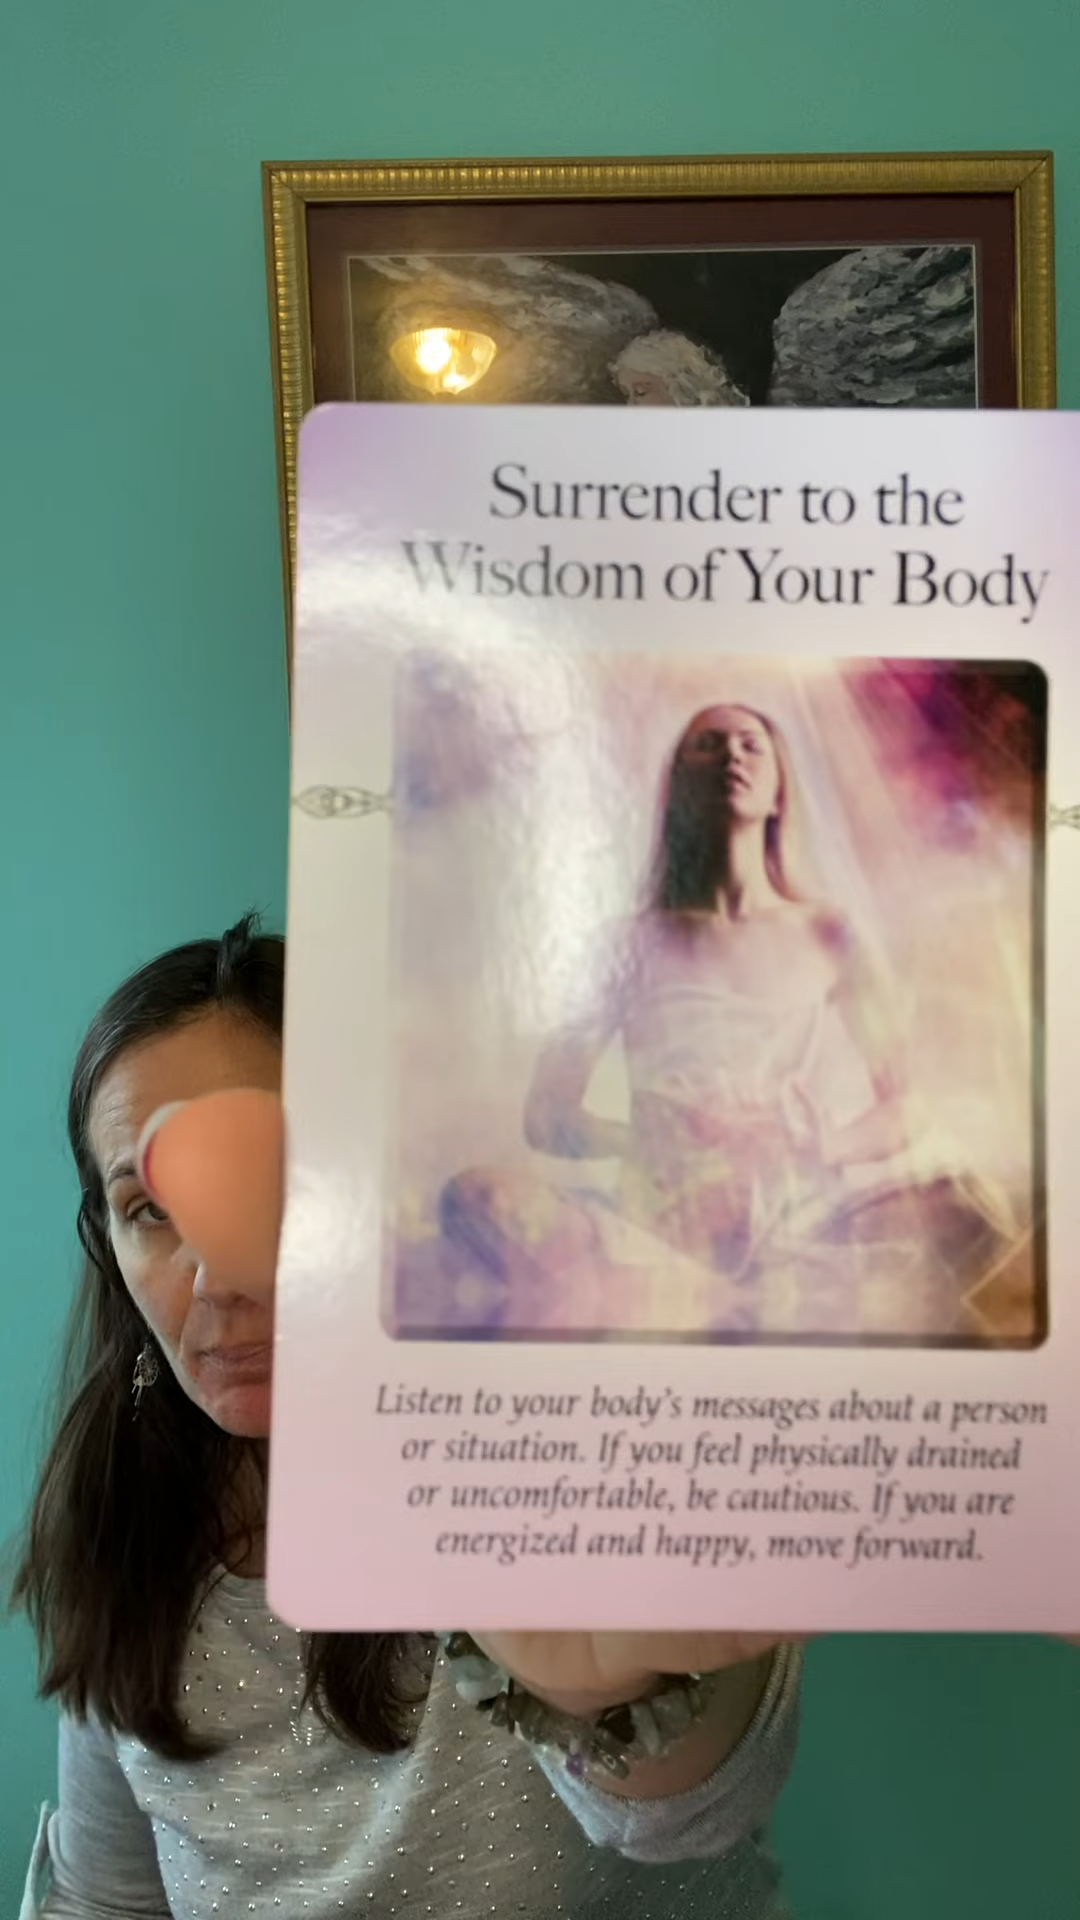 Surrender to the
Wisdom of Your Body
Listen to your body's messages about a person
or situation. If you feel physically drained
or uncomfortable, be cautious. If you are
energized and happy, move forward.